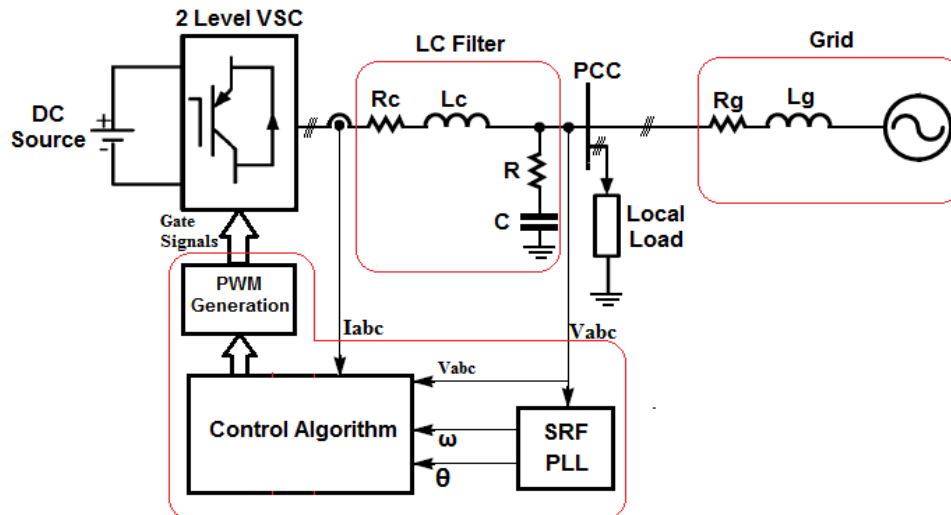 2 Level VSC
LC Filter
Grid
PCC
Rc
Lc
Rg
Lg
DC
Source
+
-
R
C
Local
Load
Gate
Signals
PWM
Generation
Iabc
Vabc
Vabc
Control Algorithm
ω
θ
SRF
PLL